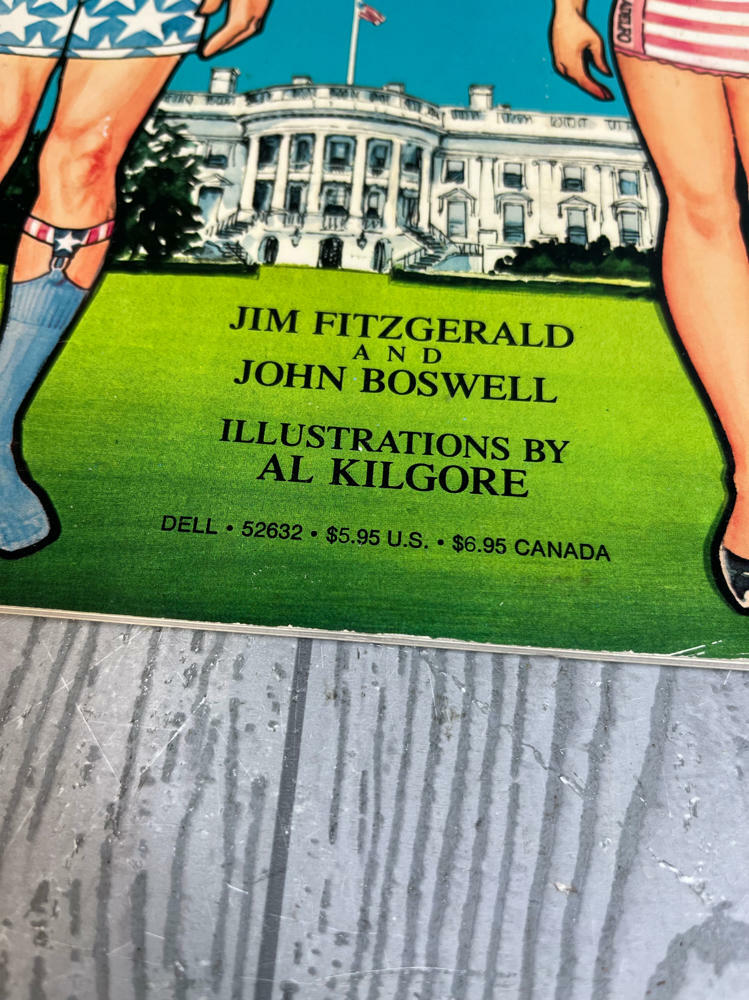 JIM FITZGERALD
AND
JOHN BOSWELL
ILLUSTRATIONS BY
AL KILGORE
DELL • 52632 • $5.95 U.S. • $6.95 CANADA